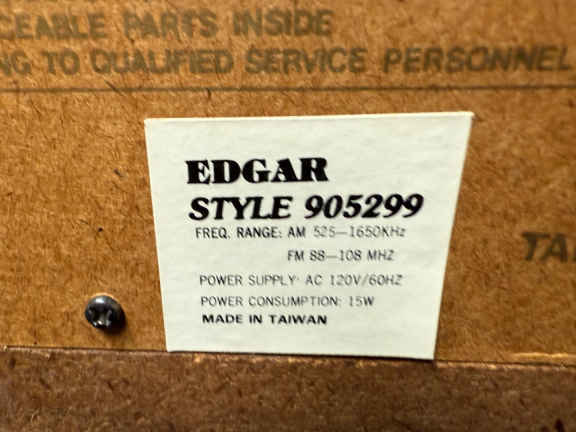 CEABLE PARTS INSIDE
NG TO QUALIFIED SERVICE PERSONNEL
EDGAR
STYLE 905299
FREQ. RANGE: AM 525—1650KHz
FM 88—108 MHZ
POWER SUPPLY: AC 120V/60HZ
POWER CONSUMPTION: 15W
MADE IN TAIWAN
TA